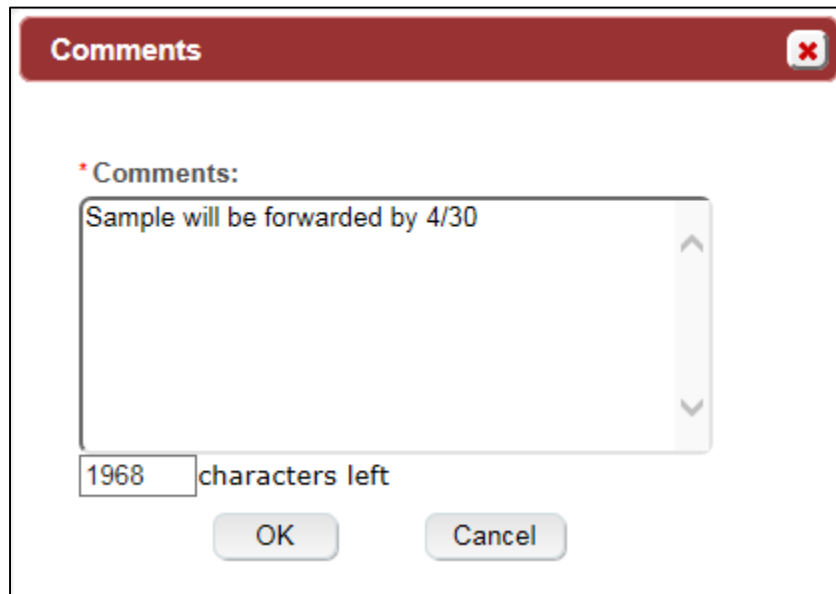 Comments
* Comments:
Sample will be forwarded by 4/30
1968 characters left
OK Cancel